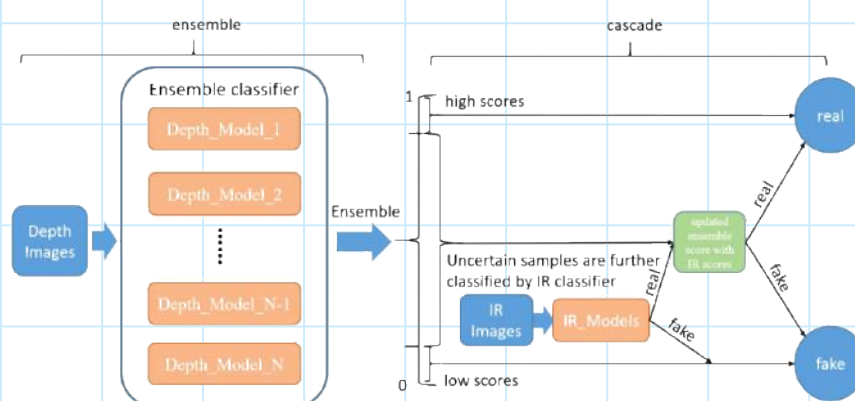 ensemble
cascade
Ensemble classifier
Depth_Model_1
Depth_Model_2
Depth_Model_N-1
Depth_Model_N
Depth
Images
Ensemble
1
high scores
real
updated
ensemble
score with
IR scores
real
fake
Uncertain samples are further
classified by IR classifier
IR
Images
IR_Models
real
fake
0
low scores
fake